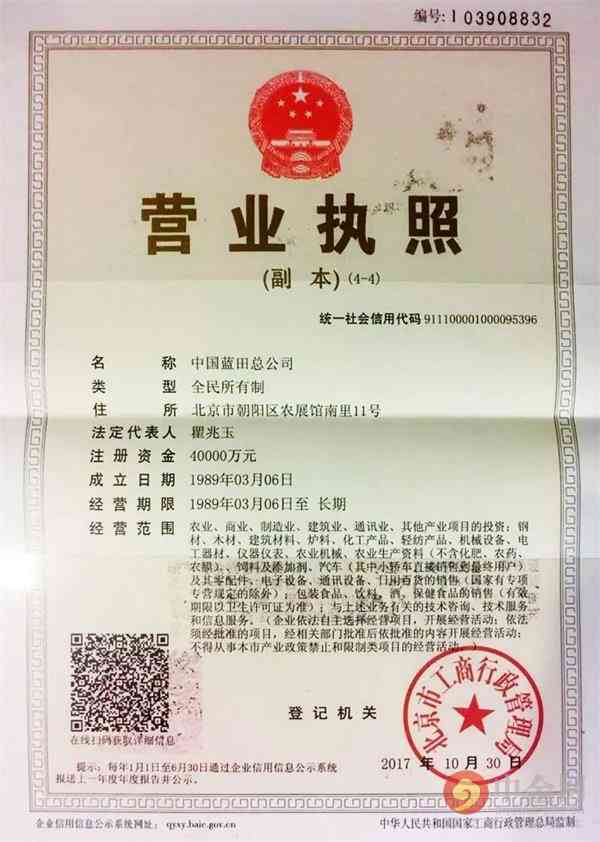 编号:1 03908832
营业执照
(副 本) (4-4)
统一社会信用代码 911100001000095396
名 称 中国蓝田总公司
类 型 全民所有制
住 所 北京市朝阳区农展馆南里11号
法定代表人 瞿兆玉
注册资金 40000万元
成立日期 1989年03月06日
经营期限 1989年03月06日至 长期
经营范围 农业、商业、制造业、建筑业、通讯业、其他产业项目的投资；钢
材、木材、建筑材料、炉料、化工产品、轻纺产品、机械设备、电
工器材、仪器仪表、农业机械、农业生产资料（不含化肥、农药、
农膜）、饲料及添加剂、汽车（其中小轿车直接销售到最终用户）
及其零配件、电子设备、通讯设备、日用百货的销售（国家有专项
专营规定的除外）；包装食品、饮料、酒、保健食品的销售（有效
期限以卫生许可证为准）；与上述业务有关的技术咨询、技术服务
和信息服务。（企业依法自主选择经营项目，开展经营活动；依法
须经批准的项目，经相关部门批准后依批准的内容开展经营活动；
不得从事本市产业政策禁止和限制类项目的经营活动。）
在线扫码获取详细信息
登记机关
北京市工商行政管理局
2017 年 10 月 30 日
提示：每年1月1日至6月30日通过企业信用信息公示系统
报送上一年度年度报告并公示。
企业信用信息公示系统网址： qyxy.baic.gov.cn
中华人民共和国国家工商行政管理总局监制